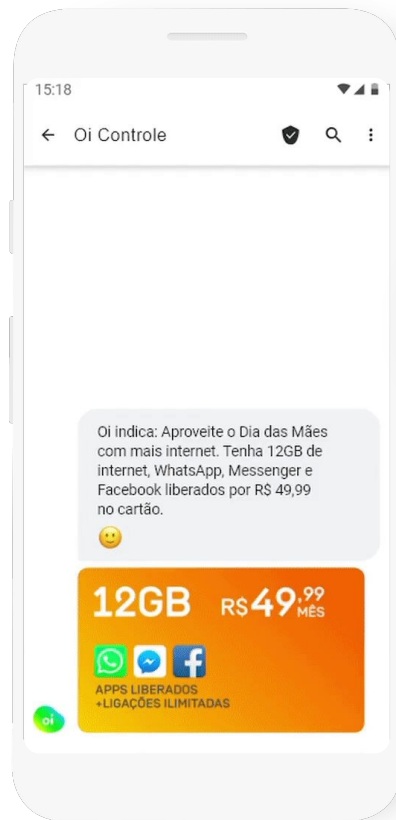 15:18
Oi Controle
Oi indica: Aproveite o Dia das Mães
com mais internet. Tenha 12GB de
internet, WhatsApp, Messenger e
Facebook liberados por R$ 49,99
no cartão.
12GB R$49,99 MÊS
APPS LIBERADOS
+LIGAÇÕES ILIMITADAS
oi